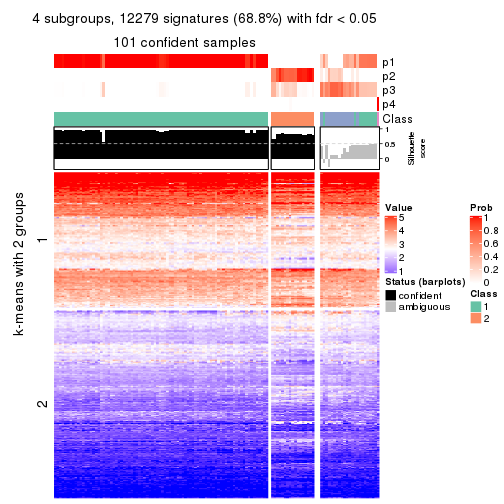 4 subgroups, 12279 signatures (68.8%) with fdr < 0.05
101 confident samples
p1
p2
p3
p4
Class
1
0.5
0
Silhouette
score
k-means with 2 groups
1
2
Value
5
4
3
2
1
Prob
1
0.8
0.6
0.4
0.2
0
Status (barplots)
confident
ambiguous
Class
1
2